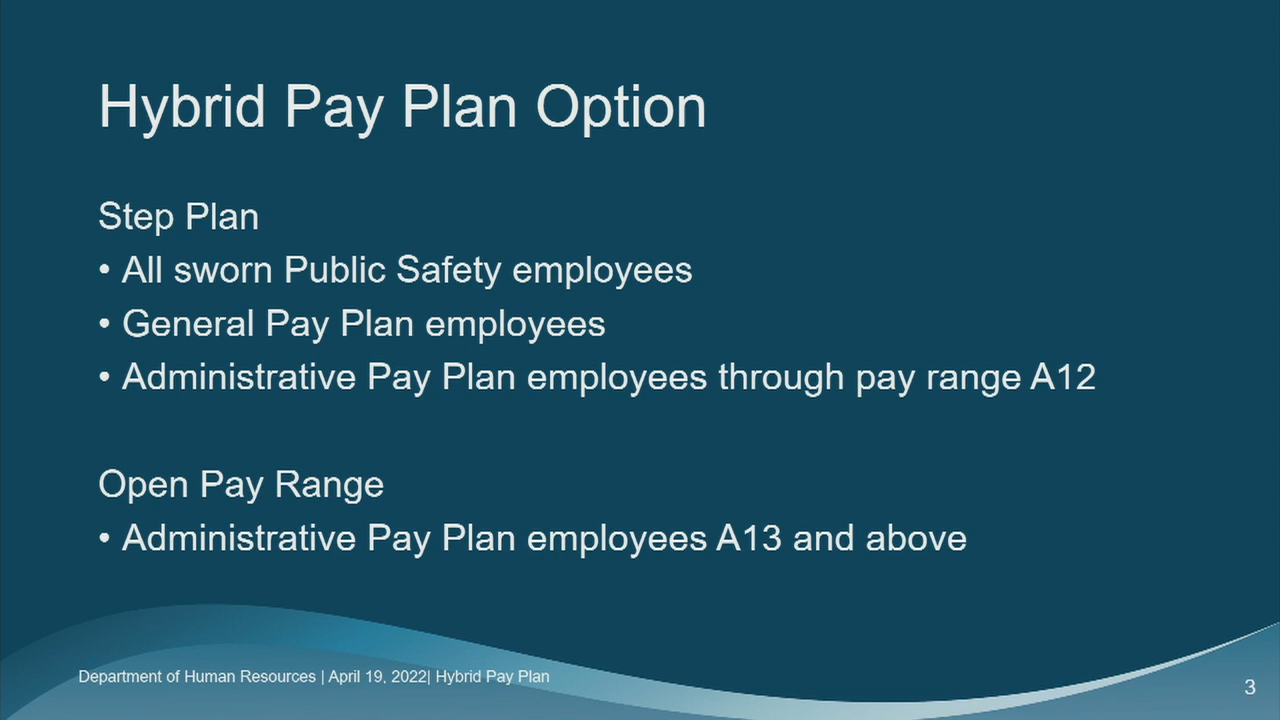 Hybrid Pay Plan Option
Step Plan
• All sworn Public Safety employees
• General Pay Plan employees
• Administrative Pay Plan employees through pay range A12
Open Pay Range
• Administrative Pay Plan employees A13 and above
Department of Human Resources | April 19, 2022| Hybrid Pay Plan
3